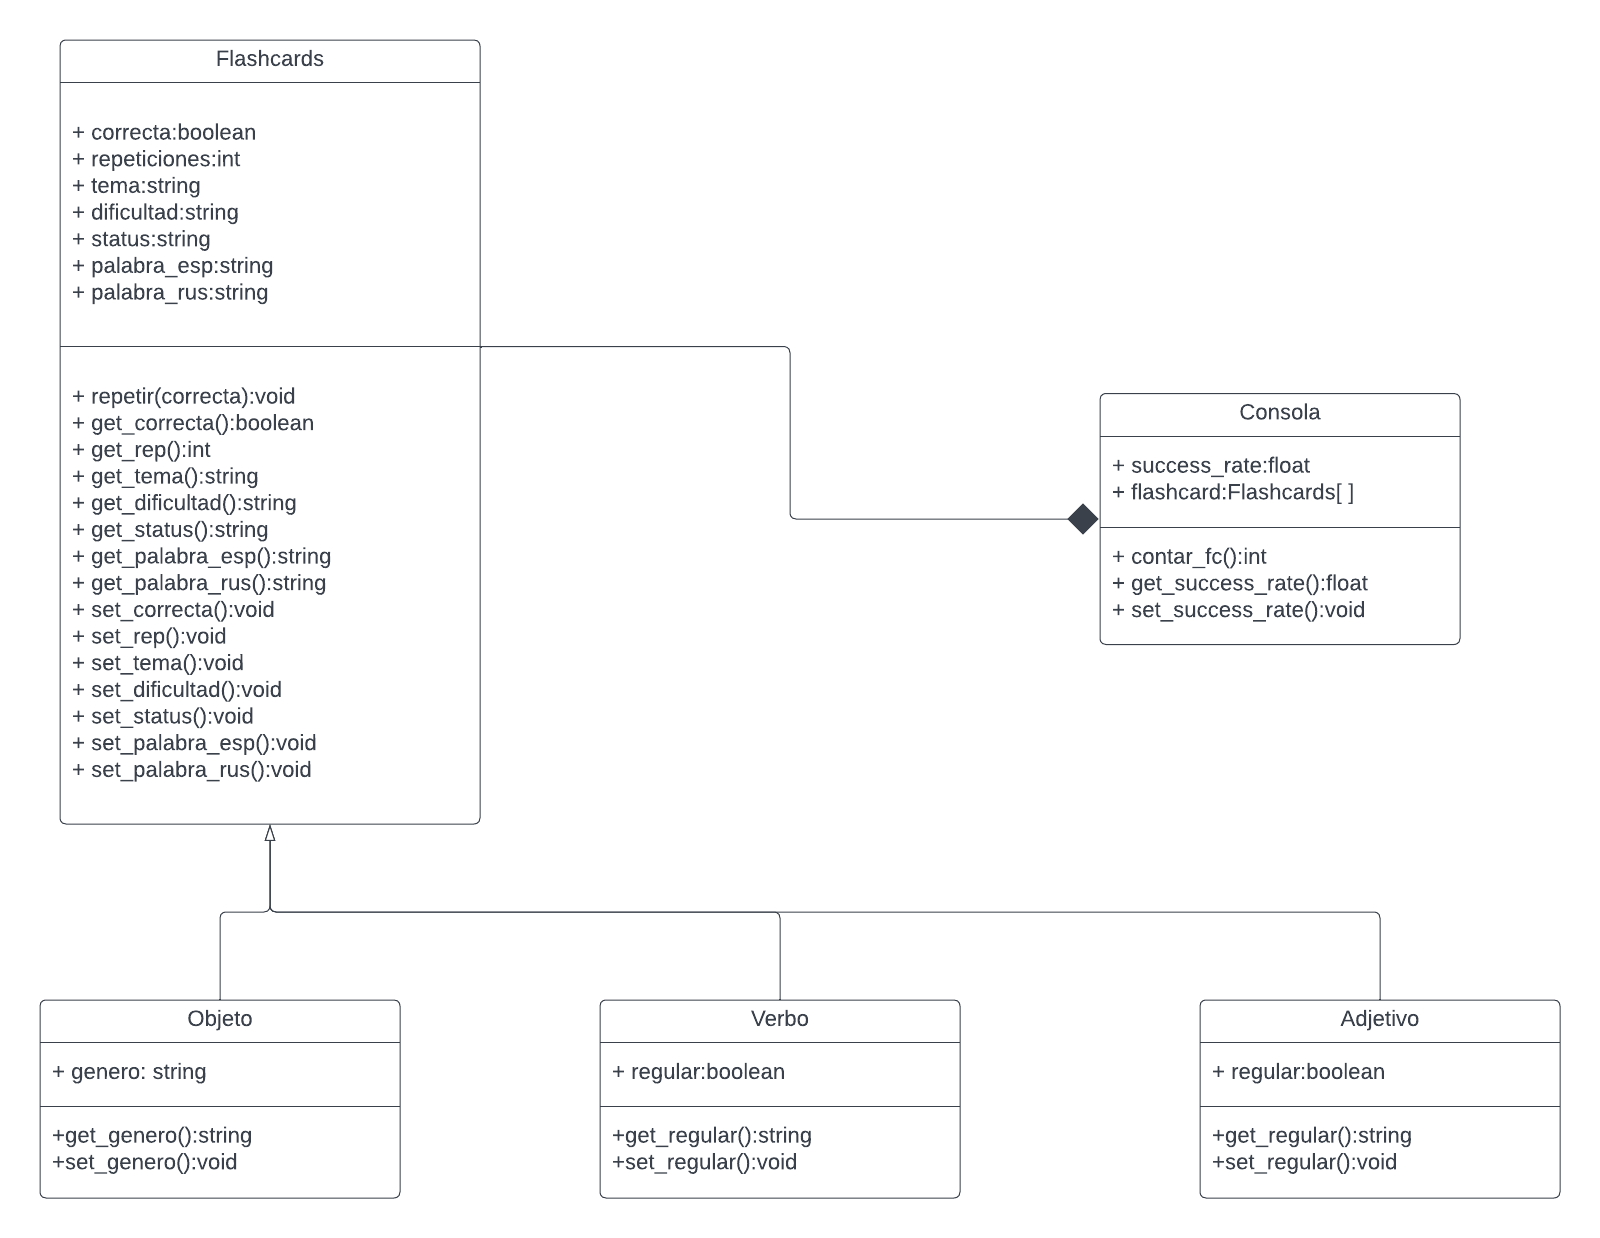 Flashcards
+ correcta:boolean
+ repeticiones:int
+ tema:string
+ dificultad:string
+ status:string
+ palabra_esp:string
+ palabra_rus:string
+ repetir(correcta):void
+ get_correcta():boolean
+ get_rep():int
+ get_tema():string
+ get_dificultad():string
+ get_status():string
+ get_palabra_esp():string
+ get_palabra_rus():string
+ set_correcta():void
+ set_rep():void
+ set_tema():void
+ set_dificultad():void
+ set_status():void
+ set_palabra_esp():void
+ set_palabra_rus():void
Consola
+ success_rate:float
+ flashcard:Flashcards[ ]
+ contar_fc():int
+ get_success_rate():float
+ set_success_rate():void
Objeto
+ genero: string
+get_genero():string
+set_genero():void
Verbo
+ regular:boolean
+get_regular():string
+set_regular():void
Adjetivo
+ regular:boolean
+get_regular():string
+set_regular():void